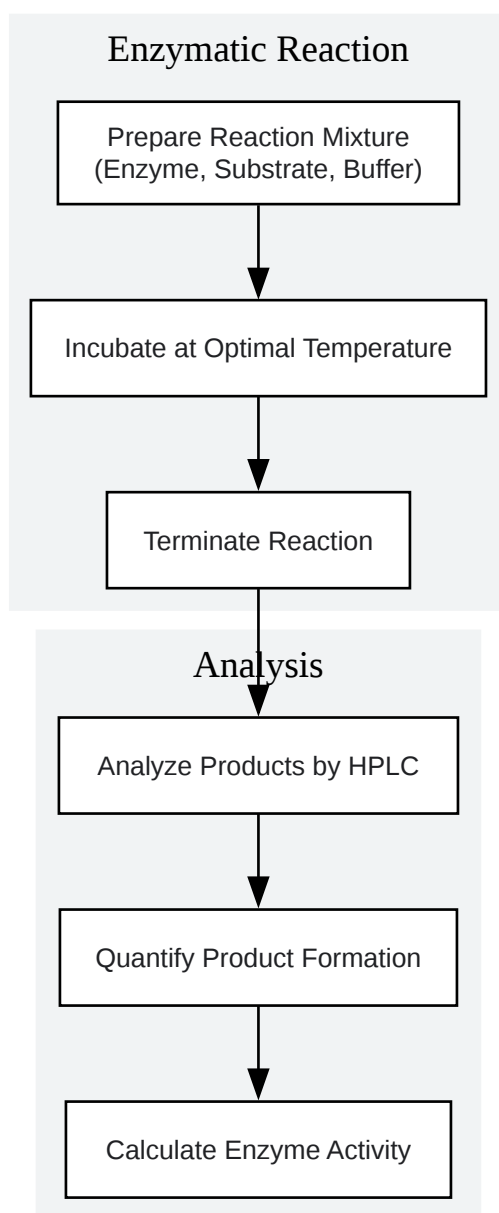 Enzymatic Reaction
Prepare Reaction Mixture
(Enzyme, Substrate, Buffer)
Incubate at Optimal Temperature
Terminate Reaction
Analysis
Analyze Products by HPLC
Quantify Product Formation
Calculate Enzyme Activity